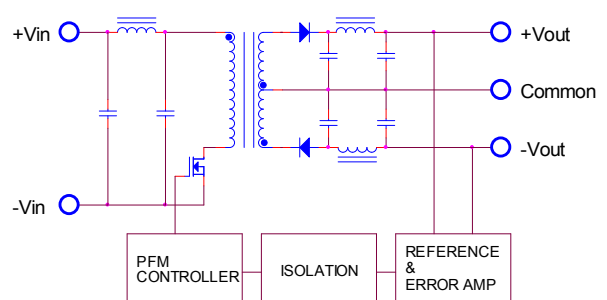 +Vin
+Vout
Common
-Vout
-Vin
PFM
CONTROLLER
ISOLATION
REFERENCE
&
ERROR AMP